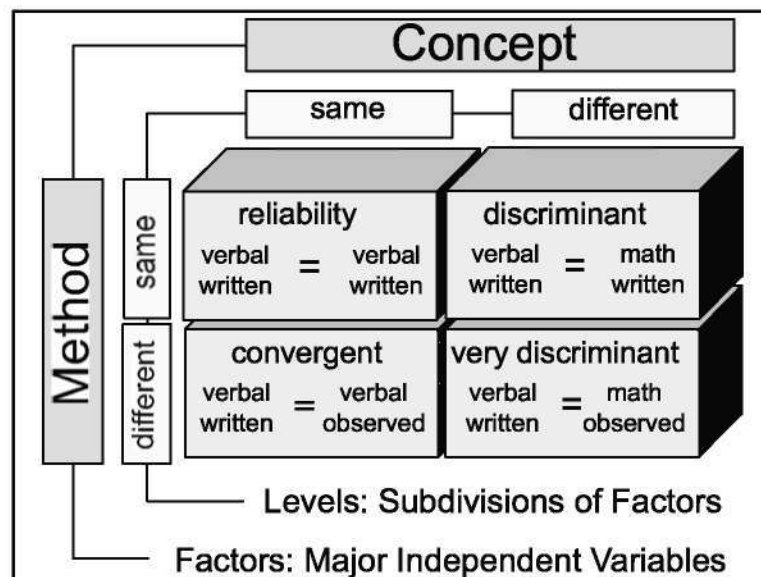 Concept
same
different
Method
same
different
reliability
verbal written = verbal written
discriminant
verbal written = math written
convergent
verbal written = verbal observed
very discriminant
verbal written = math observed
Levels: Subdivisions of Factors
Factors: Major Independent Variables